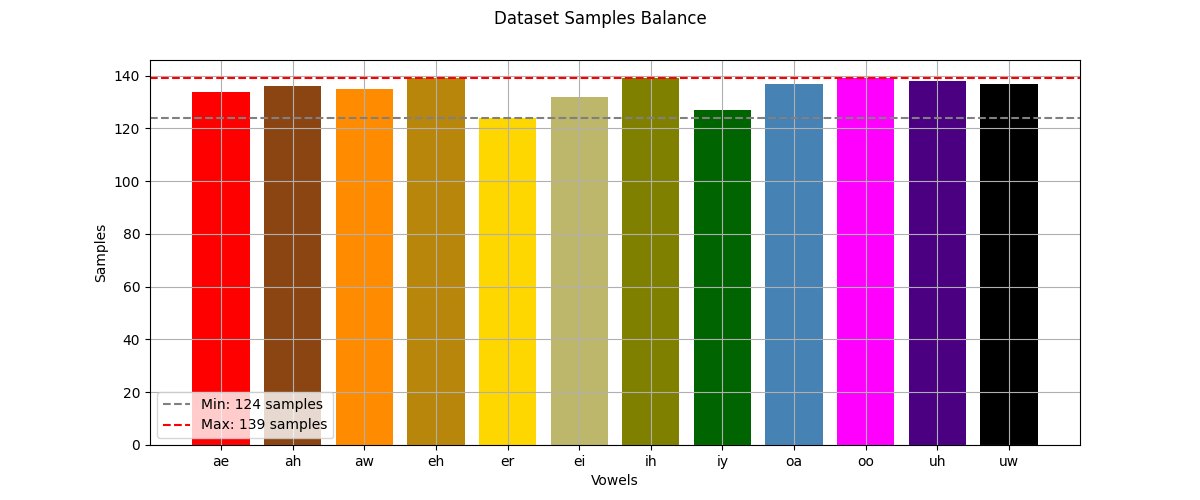 Dataset Samples Balance
Samples
140
120
100
80
60
40
20
0
Min: 124 samples
Max: 139 samples
ae ah aw eh er ei ih iy oa oo uh uw
Vowels